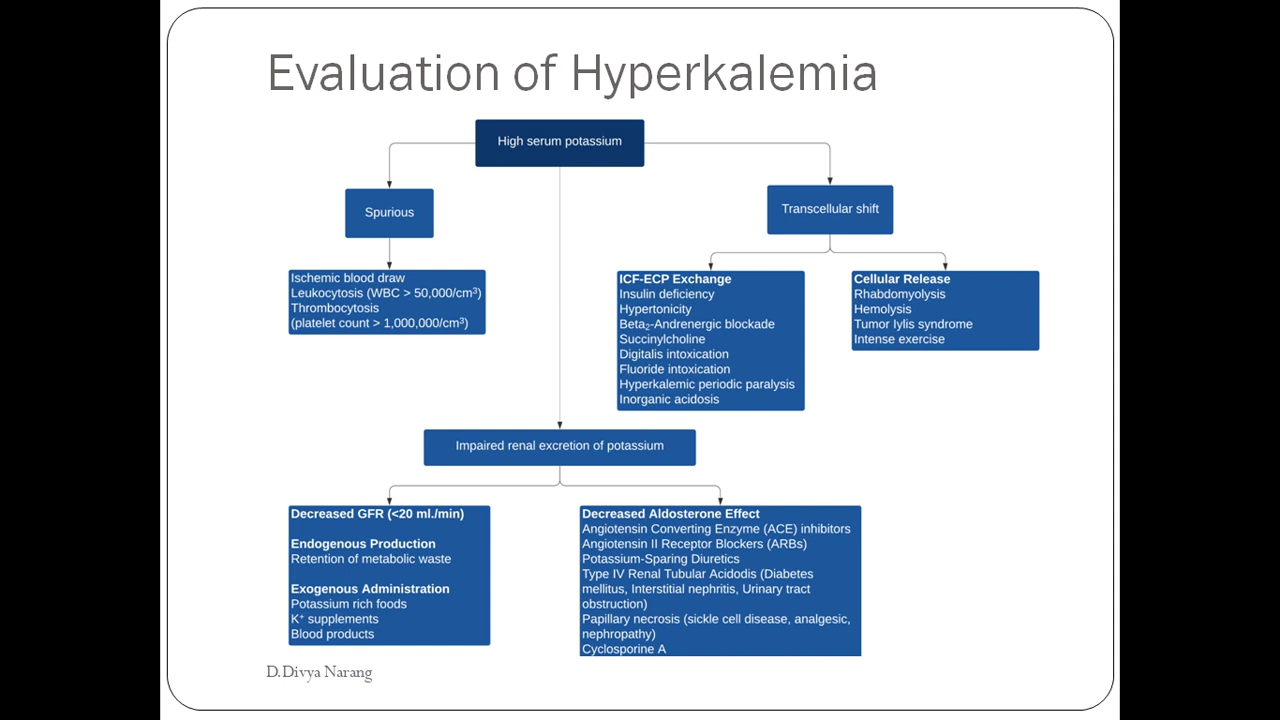 Evaluation of Hyperkalemia
High serum potassium
Spurious
Transcellular shift
Ischemic blood draw
Leukocytosis (WBC > 50,000/cm³)
Thrombocytosis
(platelet count > 1,000,000/cm³)
ICF-ECP Exchange
Insulin deficiency
Hypertonicity
Beta₂-Andrenergic blockade
Succinylcholine
Digitalis intoxication
Fluoride intoxication
Hyperkalemic periodic paralysis
Inorganic acidosis
Cellular Release
Rhabdomyolysis
Hemolysis
Tumor lylis syndrome
Intense exercise
Impaired renal excretion of potassium
Decreased GFR (<20 ml./min)
Endogenous Production
Retention of metabolic waste
Exogenous Administration
Potassium rich foods
K⁺ supplements
Blood products
Decreased Aldosterone Effect
Angiotensin Converting Enzyme (ACE) inhibitors
Angiotensin II Receptor Blockers (ARBs)
Potassium-Sparing Diuretics
Type IV Renal Tubular Acidodis (Diabetes
mellitus, Interstitial nephritis, Urinary tract
obstruction)
Papillary necrosis (sickle cell disease, analgesic,
nephropathy)
Cyclosporine A
D.Divya Narang